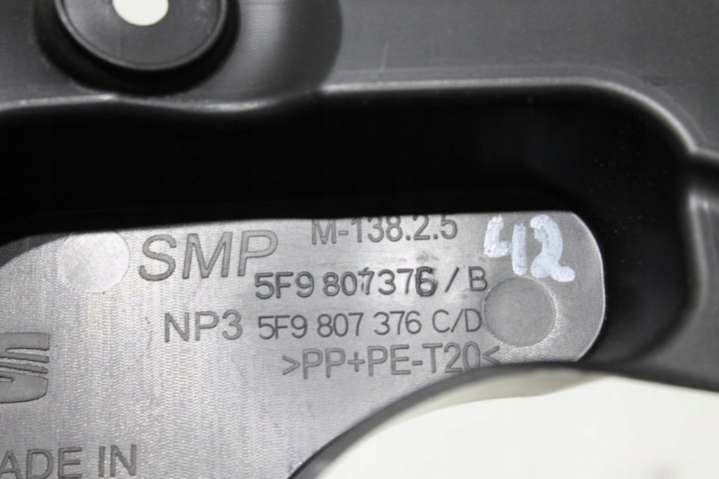 SMP M-138.2.5 42
5F9 807376/B
NP3 5F9 807 376 C/D
>PP+PE-T20<
ADE IN